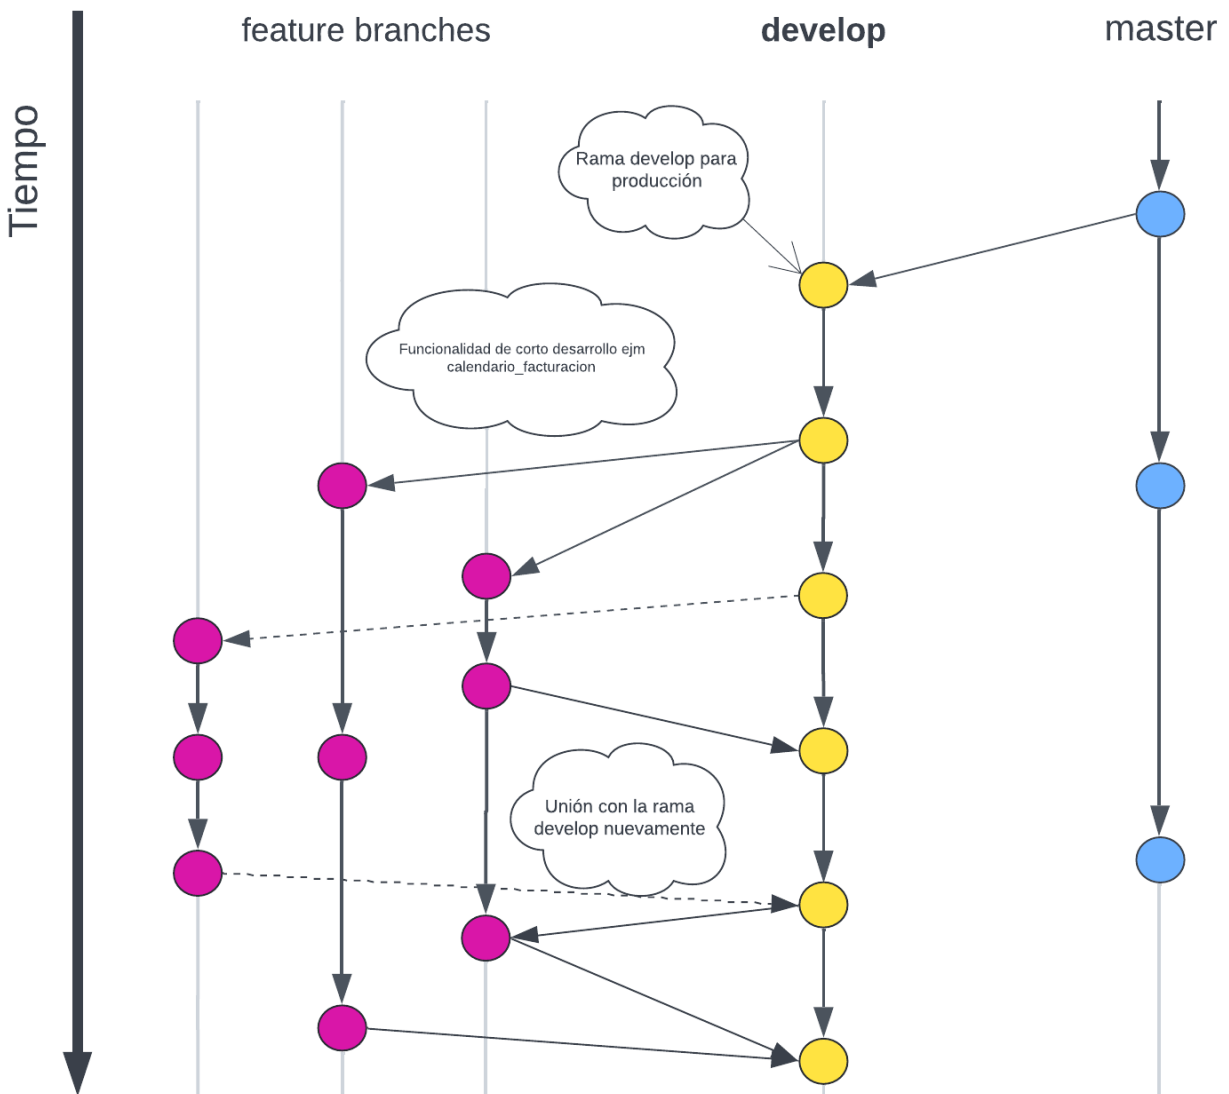 feature branches
develop
master
Tiempo
Rama develop para
producción
Funcionalidad de corto desarrollo ejm
calendario_facturacion
Unión con la rama
develop nuevamente